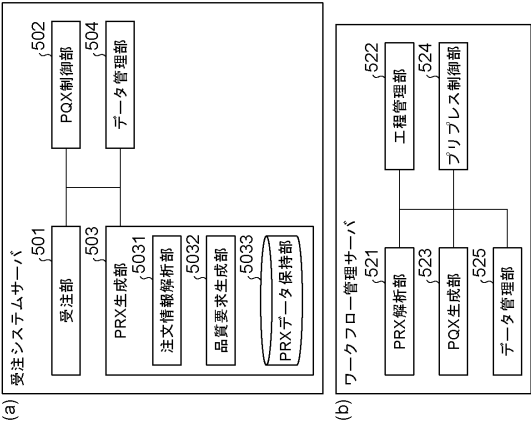 (a)
受注システムサーバ
501
受注部
502
PQX制御部
503
PRX生成部
504
データ管理部
5031
注文情報解析部
5032
品質要求生成部
5033
PRXデータ保持部
(b)
ワークフロー管理サーバ
521
PRX解析部
522
工程管理部
523
PQX生成部
524
プリプレス制御部
525
データ管理部